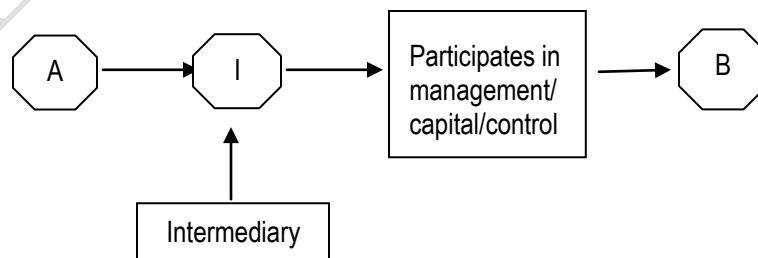 A
I
Participates in
management/
capital/control
B
Intermediary